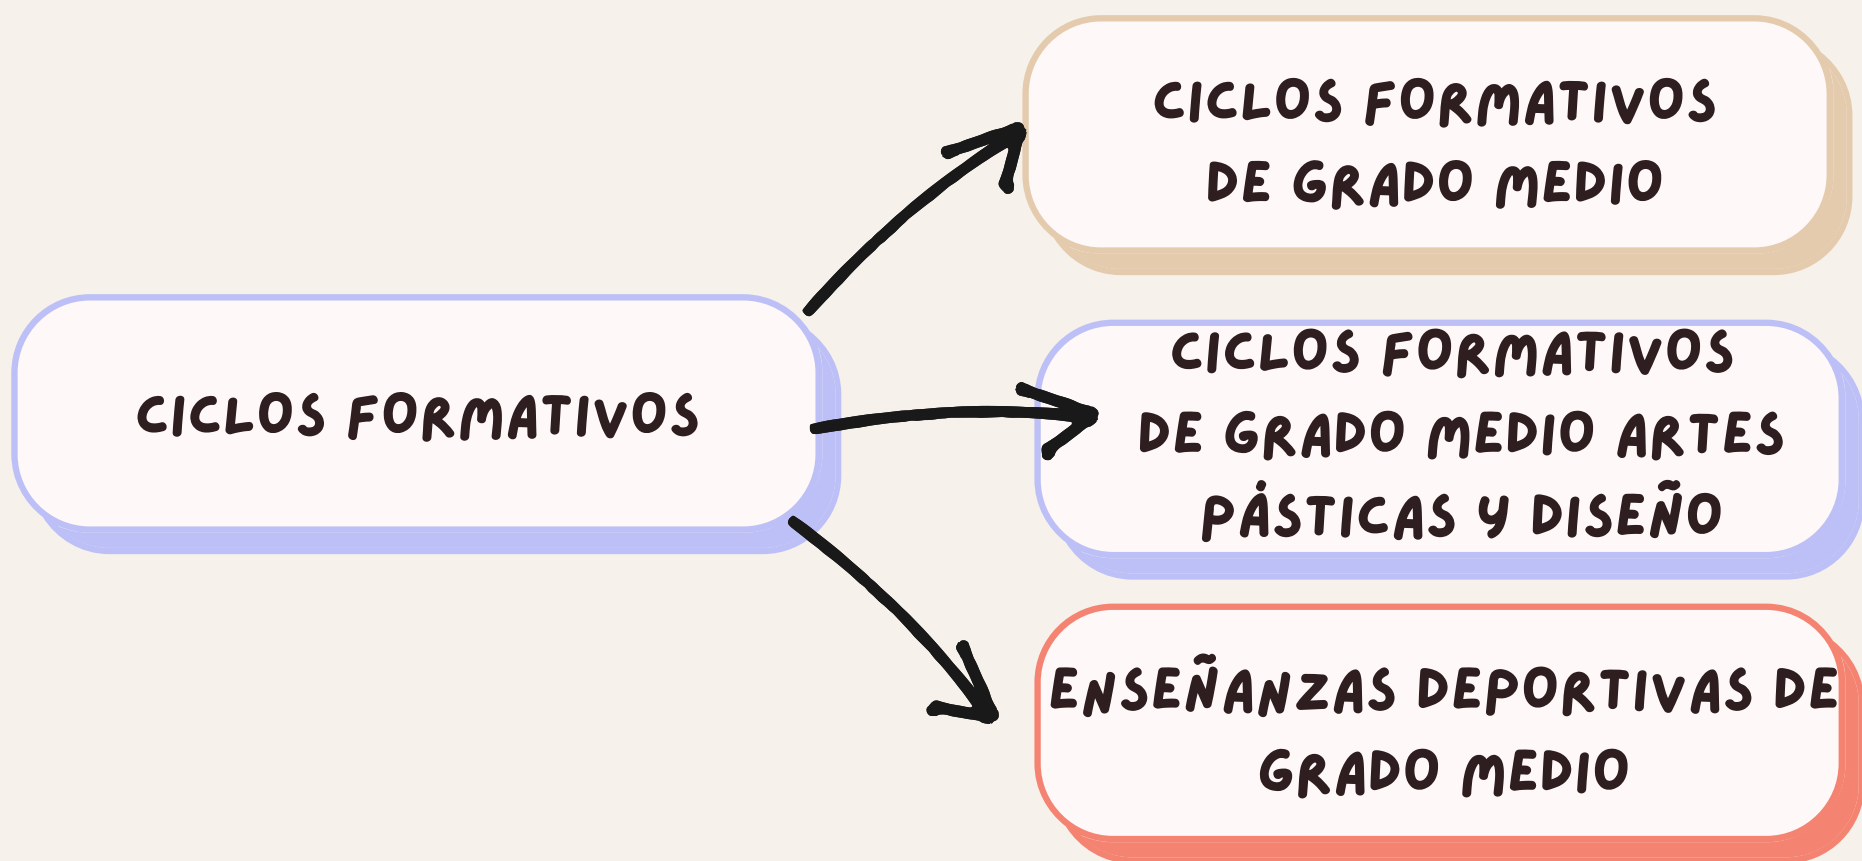 CICLOS FORMATIVOS
DE GRADO MEDIO
CICLOS FORMATIVOS
CICLOS FORMATIVOS
DE GRADO MEDIO ARTES
PÁSTICAS Y DISEÑO
ENSEÑANZAS DEPORTIVAS DE
GRADO MEDIO